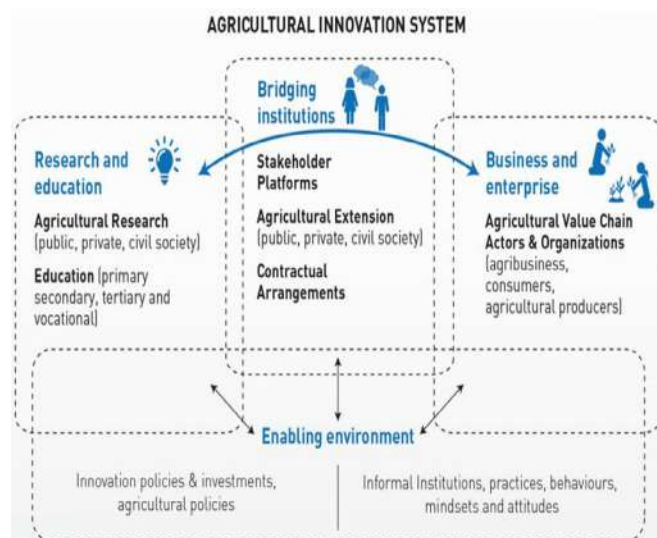 AGRICULTURAL INNOVATION SYSTEM
Bridging
institutions
Research and
education
Business and
enterprise
Stakeholder
Platforms
Agricultural Extension
(public, private, civil society)
Contractual
Arrangements
Agricultural Research
(public, private, civil society)
Education (primary
secondary, tertiary and
vocational)
Agricultural Value Chain
Actors & Organizations
(agribusiness,
consumers,
agricultural producers)
Enabling environment
Innovation policies & investments,
agricultural policies
Informal Institutions, practices, behaviours,
mindsets and attitudes